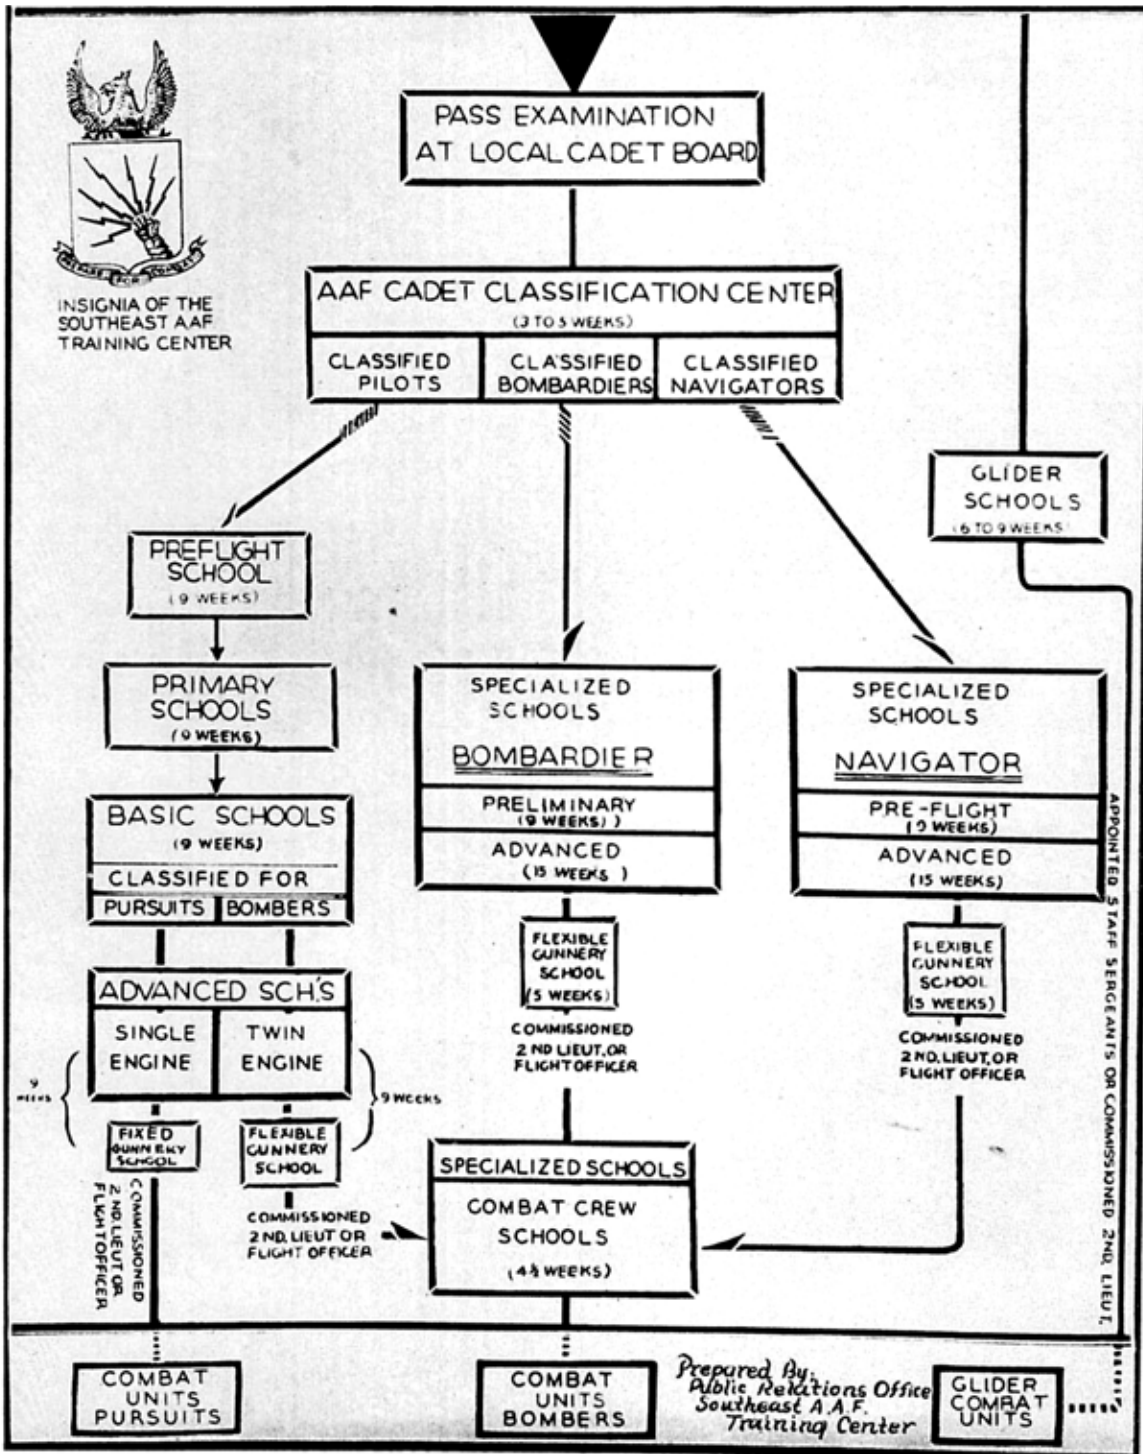 PASS EXAMINATION
AT LOCAL CADET BOARD
PREPARE FOR COMBAT
INSIGNIA OF THE
SOUTHEAST AAF
TRAINING CENTER
AAF CADET CLASSIFICATION CENTER
(3 TO 5 WEEKS)
CLASSIFIED
PILOTS
CLASSIFIED
BOMBARDIERS
CLASSIFIED
NAVIGATORS
GLIDER
SCHOOLS
(6 TO 9 WEEKS)
PREFLIGHT
SCHOOL
(9 WEEKS)
PRIMARY
SCHOOLS
(9 WEEKS)
BASIC SCHOOLS
(9 WEEKS)
CLASSIFIED FOR
PURSUITS
BOMBERS
ADVANCED SCH'S
SINGLE
ENGINE
TWIN
ENGINE
9
WEEKS
9 WEEKS
FIXED
GUNNERY
SCHOOL
FLEXIBLE
GUNNERY
SCHOOL
COMMISSIONED
2ND. LIEUT OR
FLIGHT OFFICER
COMMISSIONED
2ND. LIEUT OR
FLIGHT OFFICER
SPECIALIZED
SCHOOLS
BOMBARDIER
PRELIMINARY
(9 WEEKS)
ADVANCED
(15 WEEKS)
FLEXIBLE
GUNNERY
SCHOOL
(5 WEEKS)
COMMISSIONED
2ND LIEUT. OR
FLIGHT OFFICER
SPECIALIZED
SCHOOLS
NAVIGATOR
PRE-FLIGHT
(9 WEEKS)
ADVANCED
(15 WEEKS)
FLEXIBLE
GUNNERY
SCHOOL
(5 WEEKS)
COMMISSIONED
2ND. LIEUT, OR
FLIGHT OFFICER
SPECIALIZED SCHOOLS
COMBAT CREW
SCHOOLS
(4½ WEEKS)
APPOINTED STAFF SERGEANTS OR COMMISSIONED 2ND. LIEUT.
COMBAT
UNITS
PURSUITS
COMBAT
UNITS
BOMBERS
Prepared By:
Public Relations Office
Southeast A.A.F.
Training Center
GLIDER
COMBAT
UNITS